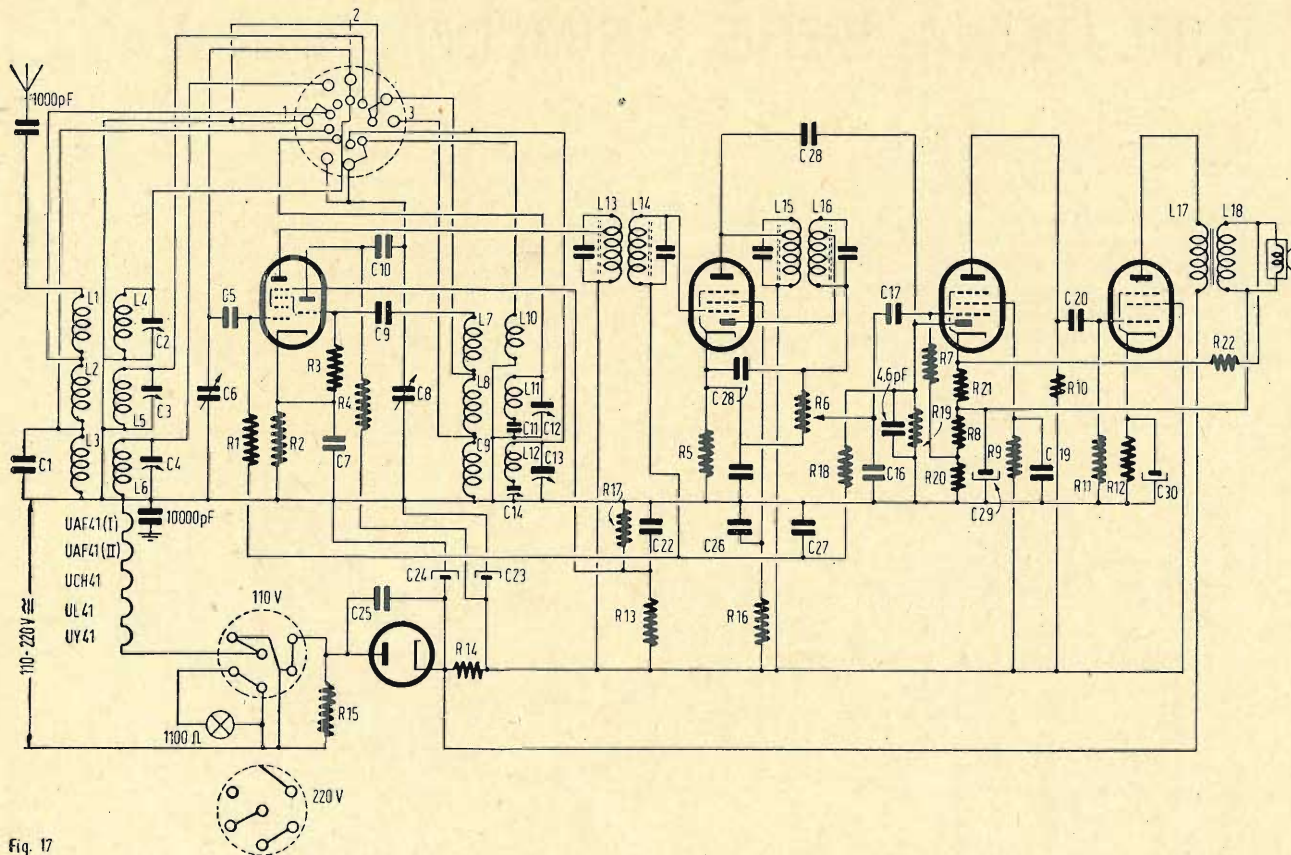 2
1000pF
1
3
C28
L13
L14
L15
L16
L17
L18
L1
L4
C2
C10
C5
L7
L10
C17
C20
L2
C9
R22
C3
C6
R3
C8
L8
L11
C28
R7
4,6pF
R21
R10
L5
R4
C11
C12
R6
L3
R1
R2
C9
R19
R8
C1
C4
C7
L12
C13
R5
R18
C16
R9
C19
R11
R12
L6
C14
R20
C30
R17
C29
10000pF
C22
C26
C27
UAF41(I)
UAF41(II)
UCH41
UL41
UY41
110-220V
C24
C23
110 V
C25
R13
R16
R14
R15
1100 Ω
220 V
Fig. 17